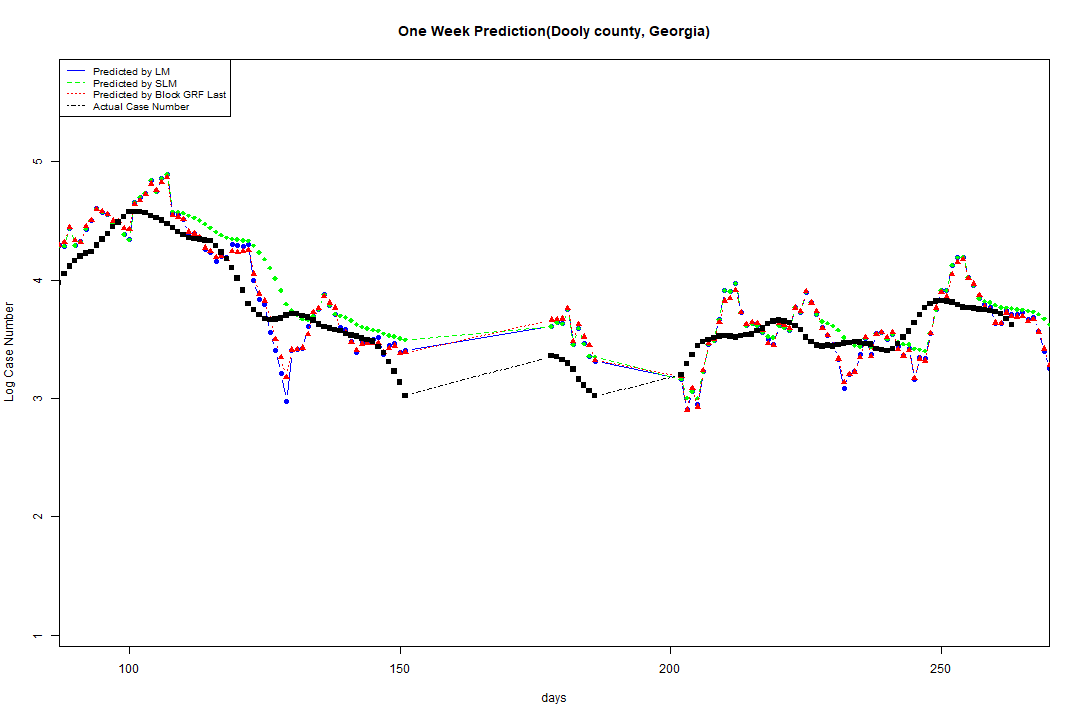 One Week Prediction(Dooly county, Georgia)
Predicted by LM
Predicted by SLM
Predicted by Block GRF Last
Actual Case Number
5
4
3
2
1
Log Case Number
100 150 200 250
days